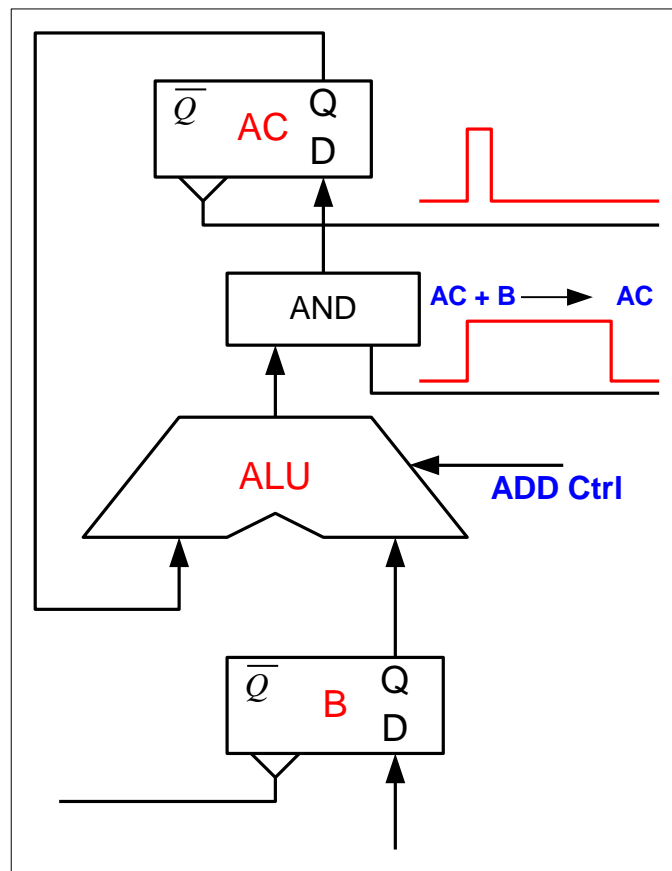 Q̅ Q
AC
D
AND
AC + B → AC
ALU
ADD Ctrl
Q̅ Q
B
D